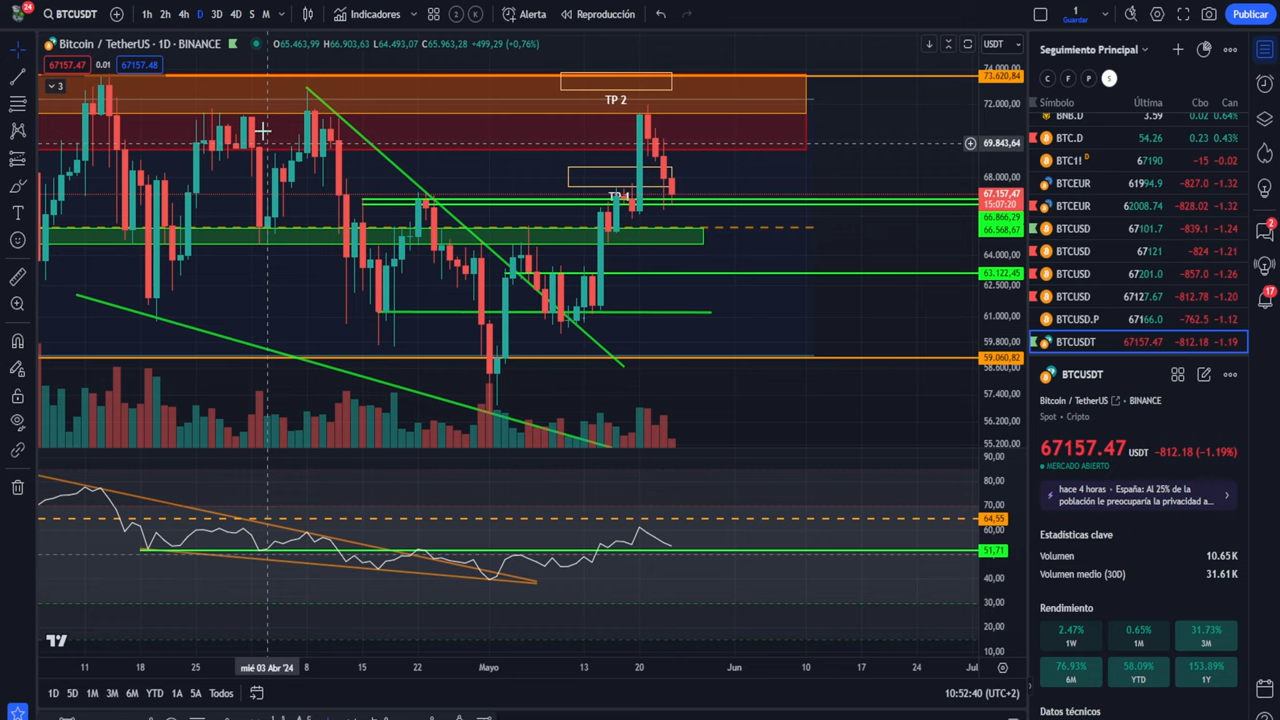 24
BTCUSDT
1h 2h 4h D 3D 4D S M
Indicadores
2 K
Alerta
Reproducción
1
Guardar
Publicar
Bitcoin / TetherUS · 1D · BINANCE
O65.463,99 H66.903,63 L64.493,07 C65.963,28 +499,29 (+0,76%)
67157.47 0.01 67157.48
3
USDT
TP 2
74.000,00
73.620,84
72.000,00
69.843,64
68.000,00
67.157,47
15:07:20
66.866,29
66.568,67
64.000,00
63.122,45
62.500,00
61.000,00
59.800,00
59.060,82
58.600,00
57.400,00
56.200,00
55.200,00
90,00
80,00
70,00
64,55
60,00
51,71
40,00
30,00
20,00
10,00
11 18 25 mié 03 Abr '24 8 15 22 Mayo 13 20 Jun 10 17 24 Jul
1D 5D 1M 3M 6M YTD 1A 5A Todos
10:52:40 (UTC+2)
Seguimiento Principal
C F P S
Símbolo Última Cbo Can
BNB.D 3.59 0.02 0.64%
BTC.D 54.26 0.23 0.43%
BTC1! D 67190 -15 -0.02
BTCEUR 61994.9 -827.0 -1.32
BTCEUR 62008.74 -828.02 -1.32
BTCUSD 67101.7 -839.1 -1.24
BTCUSD 67121 -824 -1.21
BTCUSD 67201.0 -857.0 -1.26
BTCUSD 67127.67 -812.78 -1.20
BTCUSD.P 67166.0 -762.5 -1.12
BTCUSDT 67157.47 -812.18 -1.19
BTCUSDT
Bitcoin / TetherUS · BINANCE
Spot · Cripto
67157.47 USDT -812.18 (-1.19%)
MERCADO ABIERTO
hace 4 horas · España: Al 25% de la
población le preocuparía la privacidad a...
Estadísticas clave
Volumen 10.65K
Volumen medio (30D) 31.61K
Rendimiento
2.47% 0.65% 31.73%
1W 1M 3M
76.93% 58.09% 153.89%
6M YTD 1Y
Datos técnicos
2
17